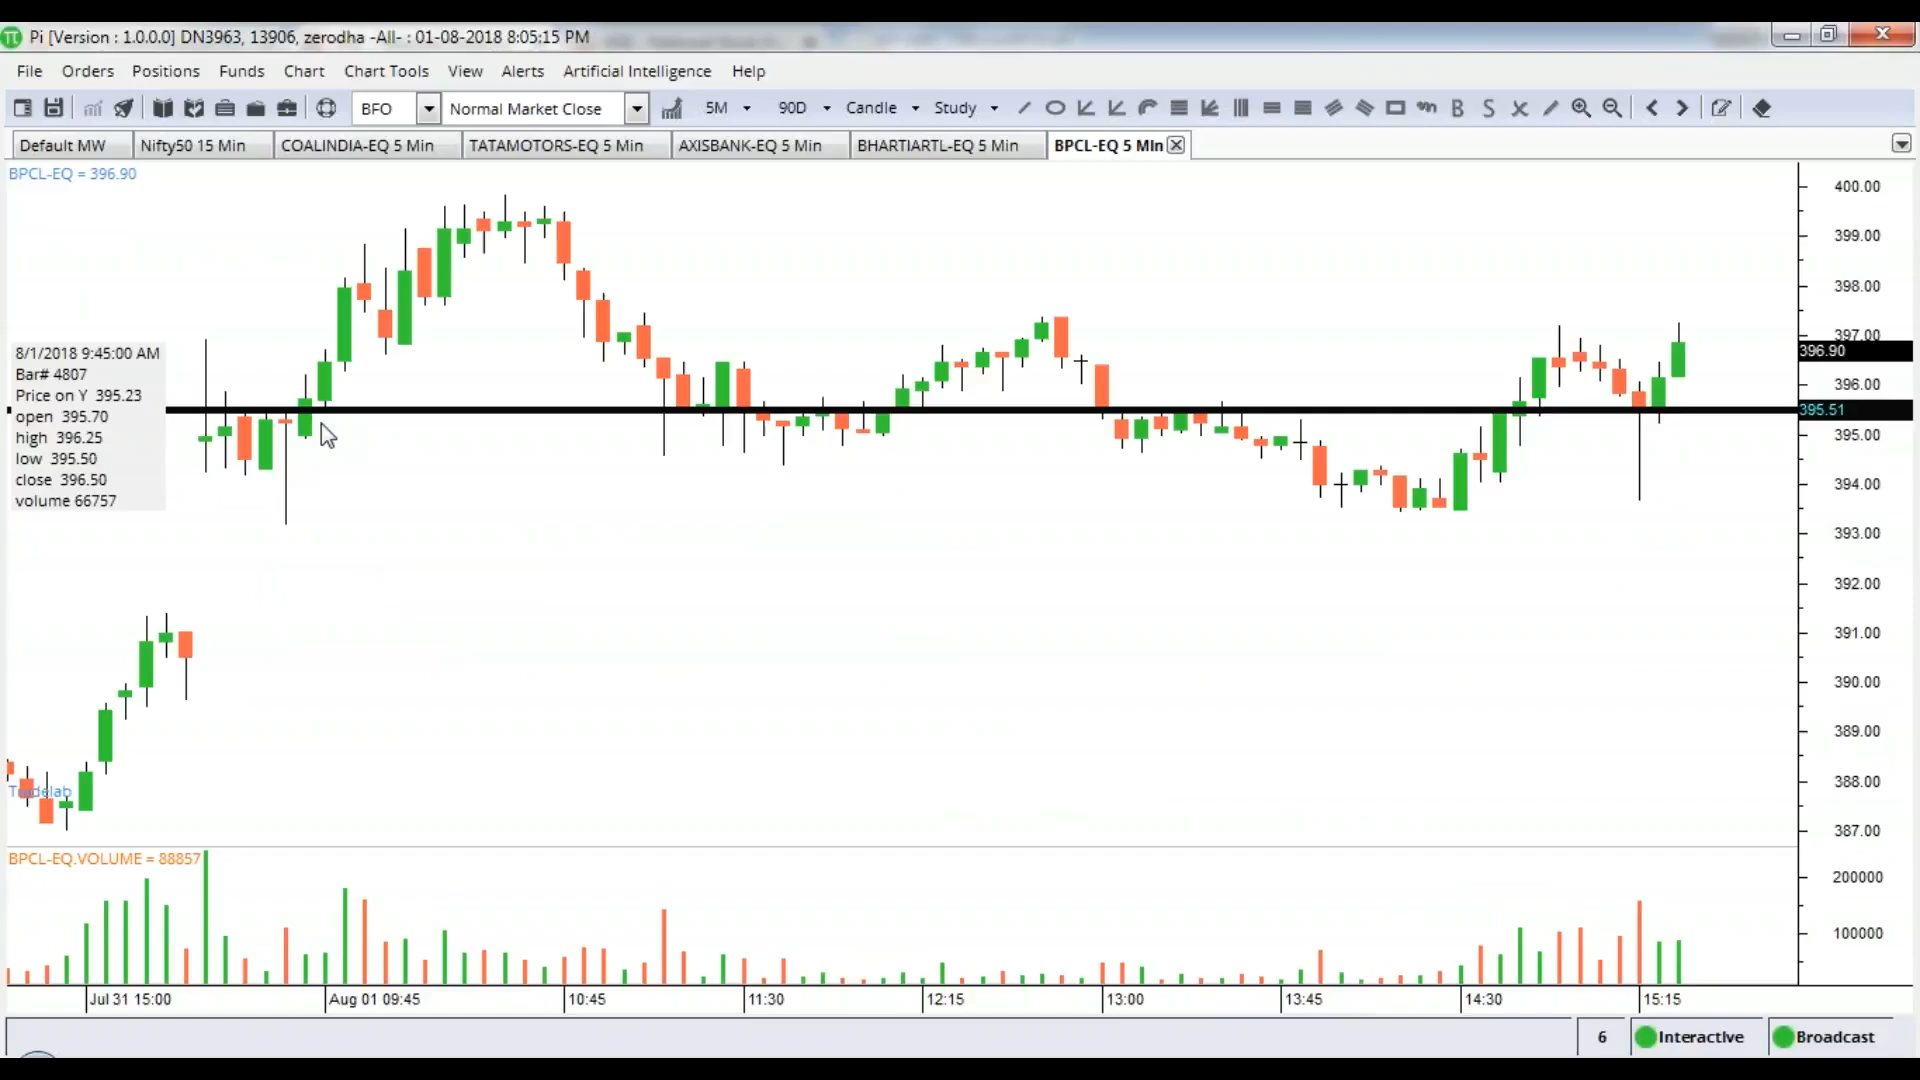 Pi [Version : 1.0.0.0] DN3963, 13906, zerodha -All- : 01-08-2018 8:05:15 PM
File Orders Positions Funds Chart Chart Tools View Alerts Artificial Intelligence Help
BFO Normal Market Close 5M 90D Candle Study B S
Default MW Nifty50 15 Min COALINDIA-EQ 5 Min TATAMOTORS-EQ 5 Min AXISBANK-EQ 5 Min BHARTIARTL-EQ 5 Min BPCL-EQ 5 Min
BPCL-EQ = 396.90
400.00
399.00
398.00
397.00
396.90
396.00
395.51
395.00
394.00
393.00
392.00
391.00
390.00
389.00
388.00
387.00
8/1/2018 9:45:00 AM
Bar# 4807
Price on Y 395.23
open 395.70
high 396.25
low 395.50
close 396.50
volume 66757
Tradelab
BPCL-EQ.VOLUME = 88857
200000
100000
Jul 31 15:00 Aug 01 09:45 10:45 11:30 12:15 13:00 13:45 14:30 15:15
6 Interactive Broadcast